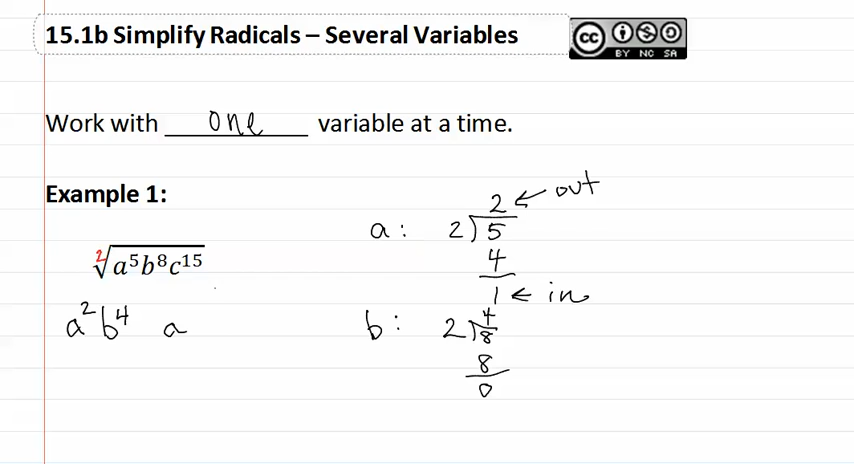 15.1b Simplify Radicals – Several Variables
cc BY NC SA
Work with one variable at a time.
Example 1:
²√a⁵b⁸c¹⁵
a²b⁴ a
a:
2 ← out
2)5
4
1 ← in
b:
4
2)8
8
0